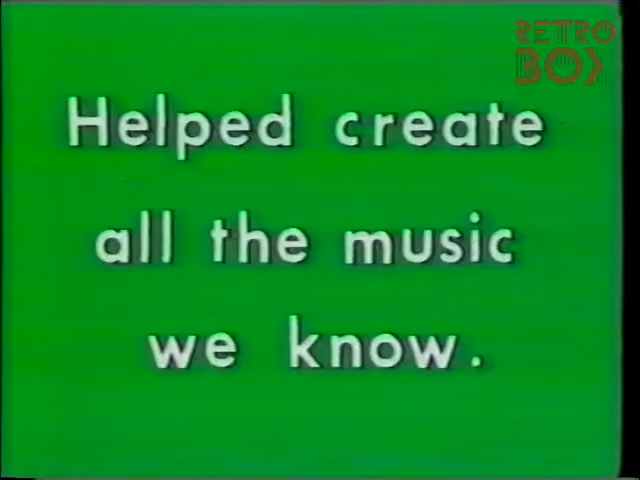 RETRO
BOX
Helped create
all the music
we know.